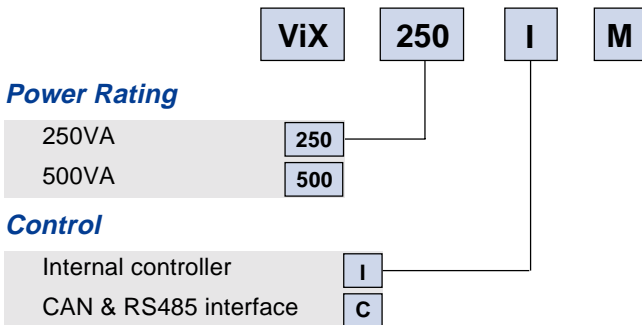 ViX 250 I M
Power Rating
250VA 250
500VA 500
Control
Internal controller I
CAN & RS485 interface C